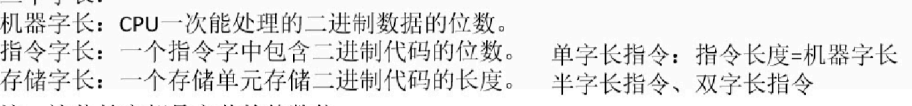 机器字长：CPU一次能处理的二进制数据的位数。
指令字长：一个指令字中包含二进制代码的位数。 单字长指令：指令长度=机器字长
存储字长：一个存储单元存储二进制代码的长度。 半字长指令、双字长指令